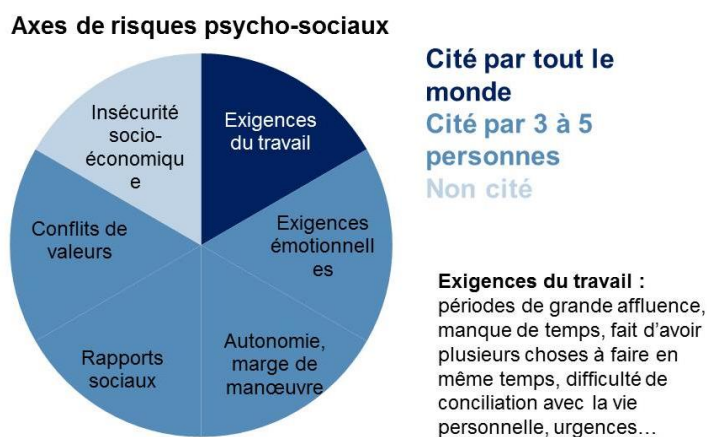 Axes de risques psycho-sociaux
Insécurité
socio-
économiqu
e
Exigences
du travail
Conflits de
valeurs
Exigences
émotionnell
es
Rapports
sociaux
Autonomie,
marge de
manœuvre
Cité par tout le
monde
Cité par 3 à 5
personnes
Non cité
Exigences du travail :
périodes de grande affluence,
manque de temps, fait d’avoir
plusieurs choses à faire en
même temps, difficulté de
conciliation avec la vie
personnelle, urgences…